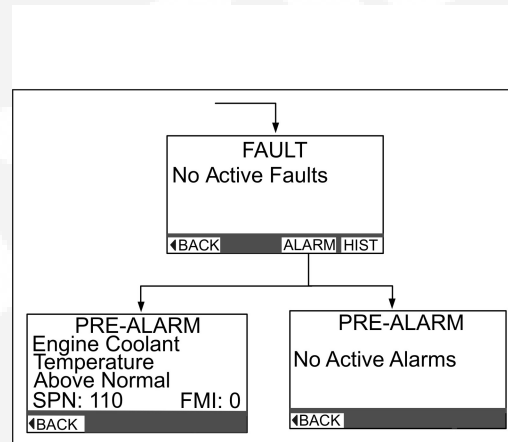 FAULT
No Active Faults
◀BACK ALARM HIST
PRE-ALARM
Engine Coolant
Temperature
Above Normal
SPN: 110 FMI: 0
◀BACK
PRE-ALARM
No Active Alarms
◀BACK